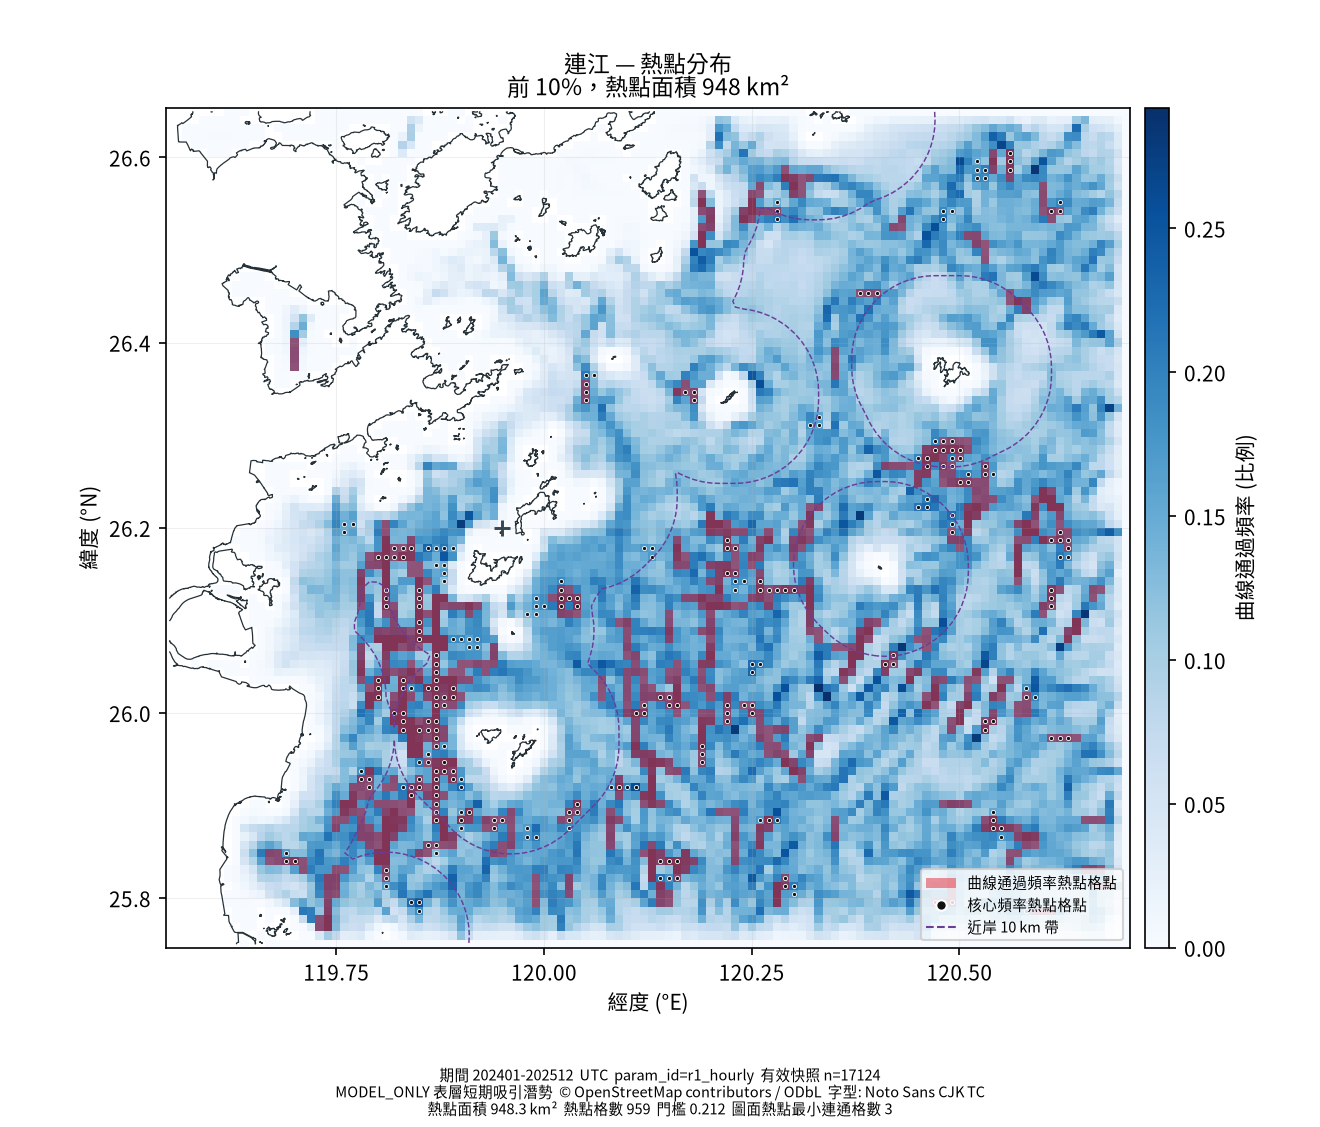 連江 — 熱點分布
前 10%，熱點面積 948 km²
26.6
26.4
26.2
26.0
25.8
緯度 (°N)
119.75
120.00
120.25
120.50
經度 (°E)
曲線通過頻率熱點格點
核心頻率熱點格點
近岸 10 km 帶
0.25
0.20
0.15
0.10
0.05
0.00
曲線通過頻率 (比例)
期間 202401-202512 UTC param_id=r1_hourly 有效快照 n=17124
MODEL_ONLY 表層短期吸引潛勢 © OpenStreetMap contributors / ODbL 字型: Noto Sans CJK TC
熱點面積 948.3 km² 熱點格數 959 門檻 0.212 圖面熱點最小連通格數 3